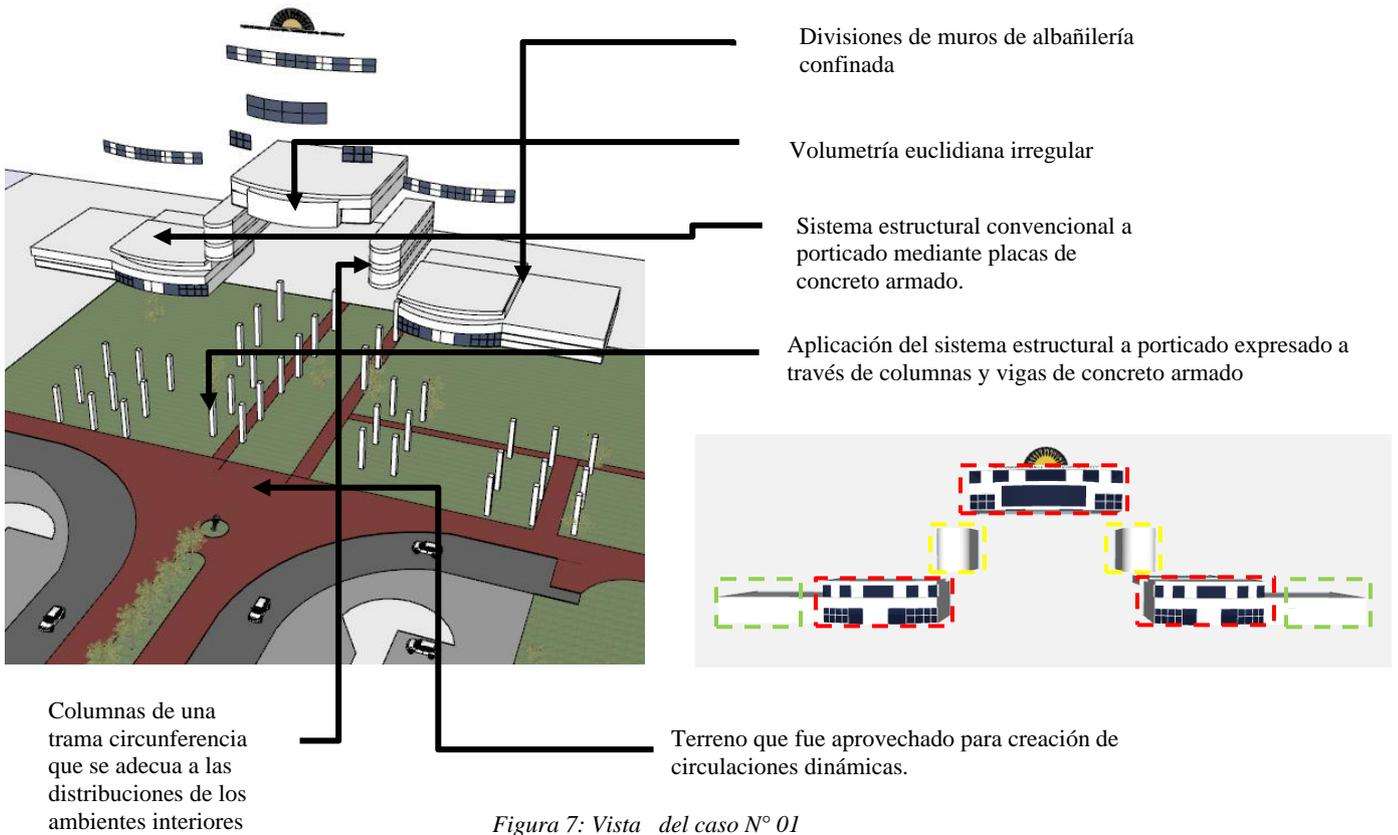 Divisiones de muros de albañilería
confinada
Volumetría euclidiana irregular
Sistema estructural convencional a
porticado mediante placas de
concreto armado.
Aplicación del sistema estructural a porticado expresado a
través de columnas y vigas de concreto armado
Columnas de una
trama circunferencia
que se adecua a las
distribuciones de los
ambientes interiores
Terreno que fue aprovechado para creación de
circulaciones dinámicas.
Figura 7: Vista del caso N° 01